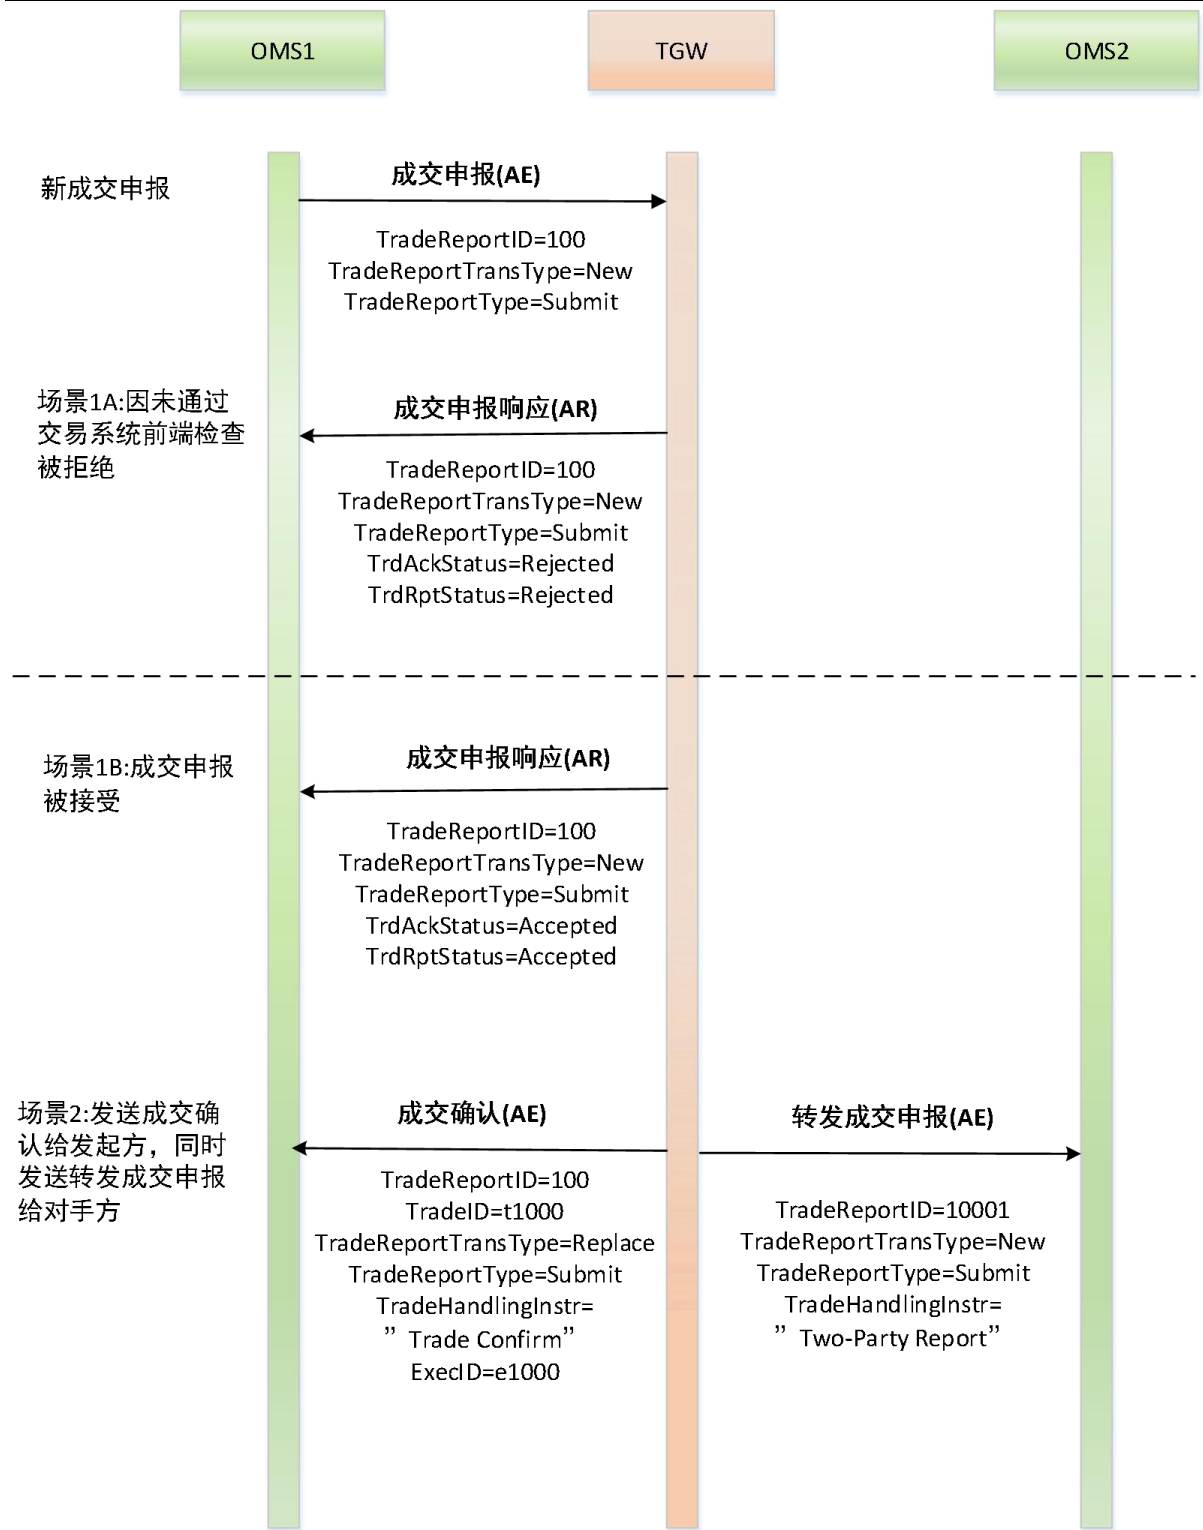 OMS1
TGW
OMS2
新成交申报
成交申报(AE)
TradeReportID=100
TradeReportTransType=New
TradeReportType=Submit
场景1A:因未通过
交易系统前端检查
被拒绝
成交申报响应(AR)
TradeReportID=100
TradeReportTransType=New
TradeReportType=Submit
TrdAckStatus=Rejected
TrdRptStatus=Rejected
场景1B:成交申报
被接受
成交申报响应(AR)
TradeReportID=100
TradeReportTransType=New
TradeReportType=Submit
TrdAckStatus=Accepted
TrdRptStatus=Accepted
场景2:发送成交确
认给发起方，同时
发送转发成交申报
给对手方
成交确认(AE)
TradeReportID=100
TradeID=t1000
TradeReportTransType=Replace
TradeReportType=Submit
TradeHandlingInstr=
”Trade Confirm”
ExecID=e1000
转发成交申报(AE)
TradeReportID=10001
TradeReportTransType=New
TradeReportType=Submit
TradeHandlingInstr=
”Two-Party Report”